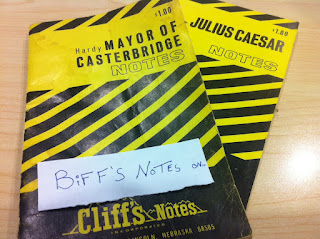 $1.00
Hardy MAYOR OF
CASTERBRIDGE
NOTES
BiFF'S NOTES on..
Cliff's Notes
INCORPORATED
LINCOLN, NEBRASKA 68505
$1.00
JULIUS CAESAR
NOTES